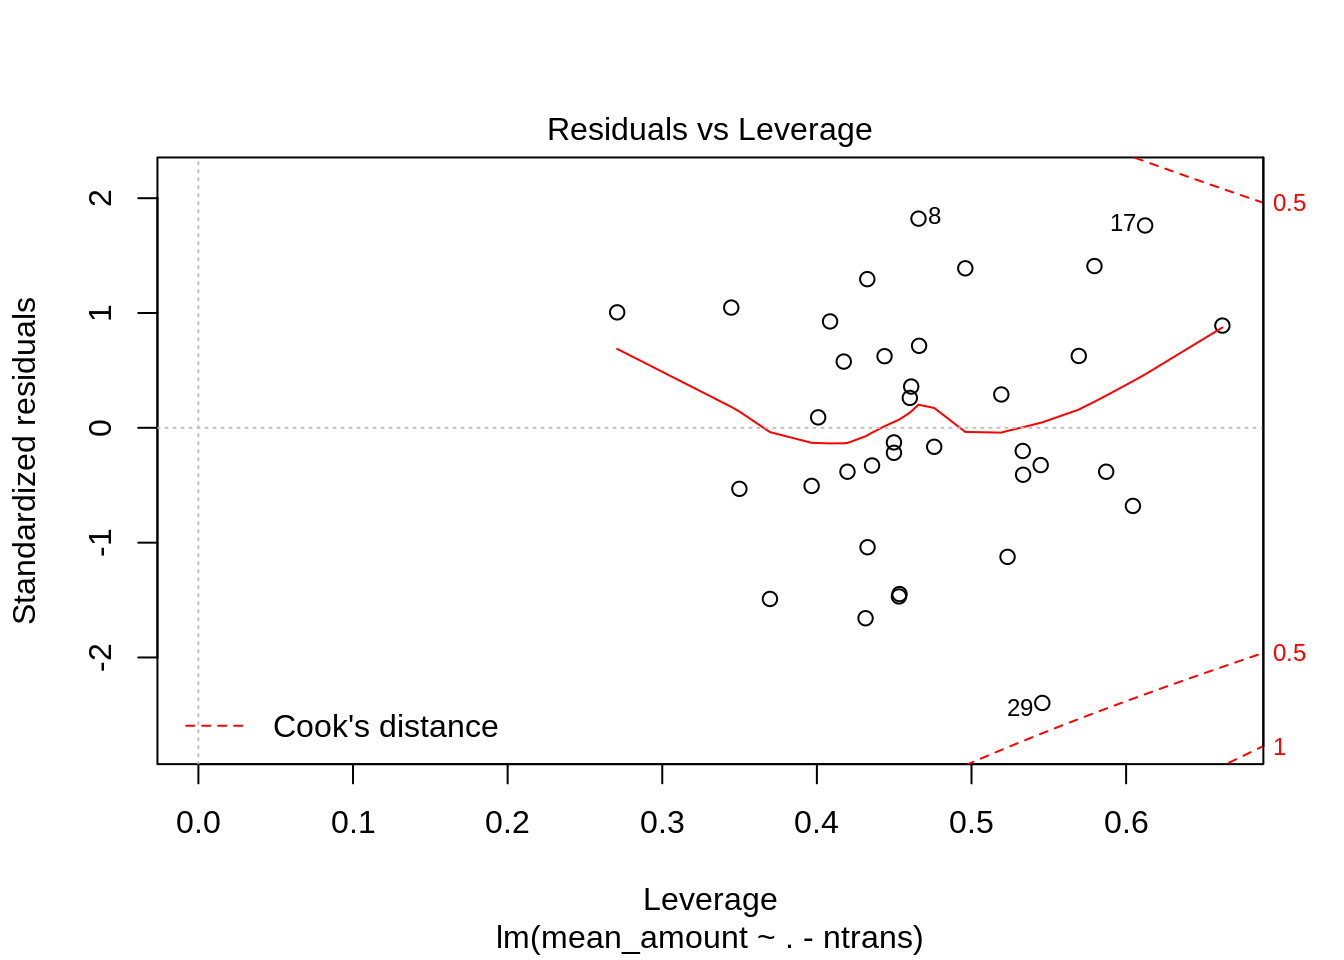 Residuals vs Leverage
Standardized residuals
2
1
0
-1
-2
8
17
29
0.5
0.5
1
Cook's distance
0.0 0.1 0.2 0.3 0.4 0.5 0.6
Leverage
lm(mean_amount ~ . - ntrans)